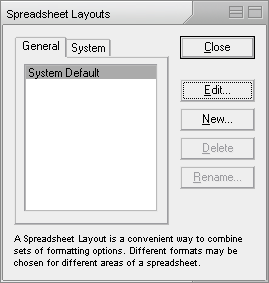 Spreadsheet Layouts
General System
System Default
Close
Edit...
New...
Delete
Rename...
A Spreadsheet Layout is a convenient way to combine
sets of formatting options. Different formats may be
chosen for different areas of a spreadsheet.